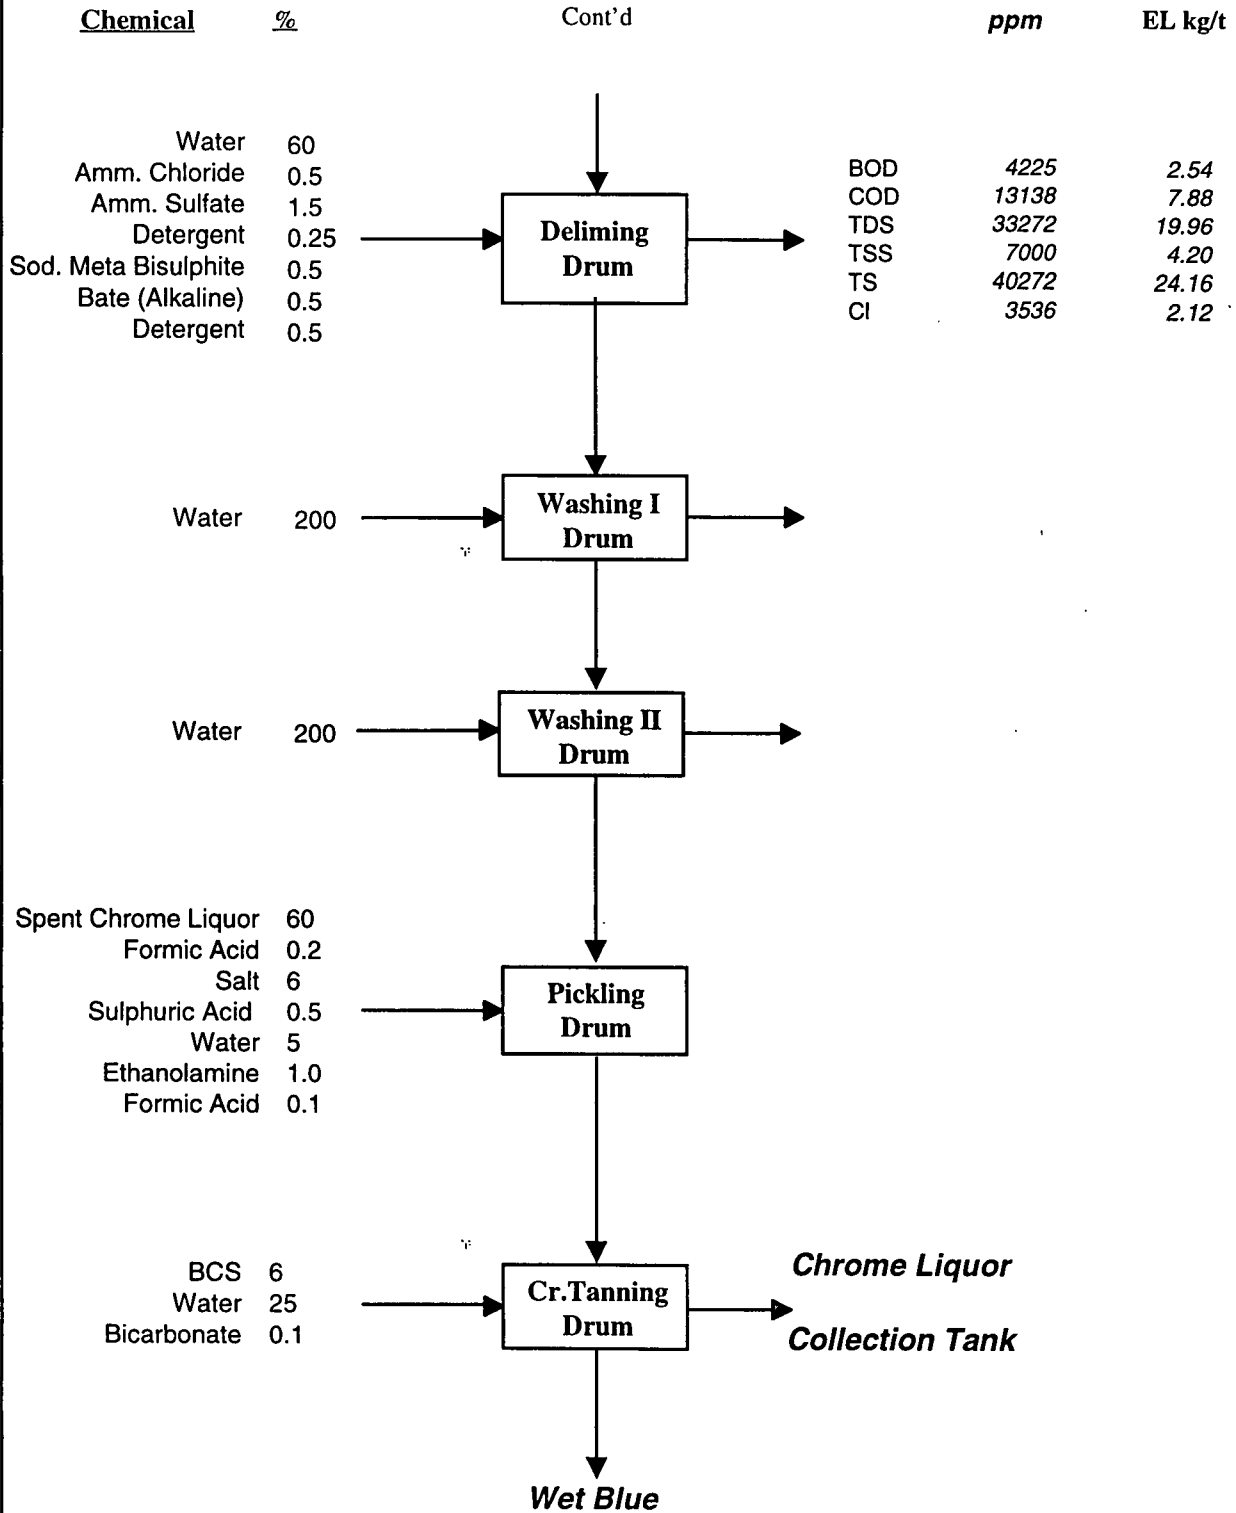 Chemical % Cont'd ppm EL kg/t
Water 60
Amm. Chloride 0.5
Amm. Sulfate 1.5
Detergent 0.25
Sod. Meta Bisulphite 0.5
Bate (Alkaline) 0.5
Detergent 0.5
Deliming
Drum
BOD 4225 2.54
COD 13138 7.88
TDS 33272 19.96
TSS 7000 4.20
TS 40272 24.16
Cl 3536 2.12
Water 200
Washing I
Drum
Water 200
Washing II
Drum
Spent Chrome Liquor 60
Formic Acid 0.2
Salt 6
Sulphuric Acid 0.5
Water 5
Ethanolamine 1.0
Formic Acid 0.1
Pickling
Drum
BCS 6
Water 25
Bicarbonate 0.1
Cr.Tanning
Drum
Chrome Liquor
Collection Tank
Wet Blue